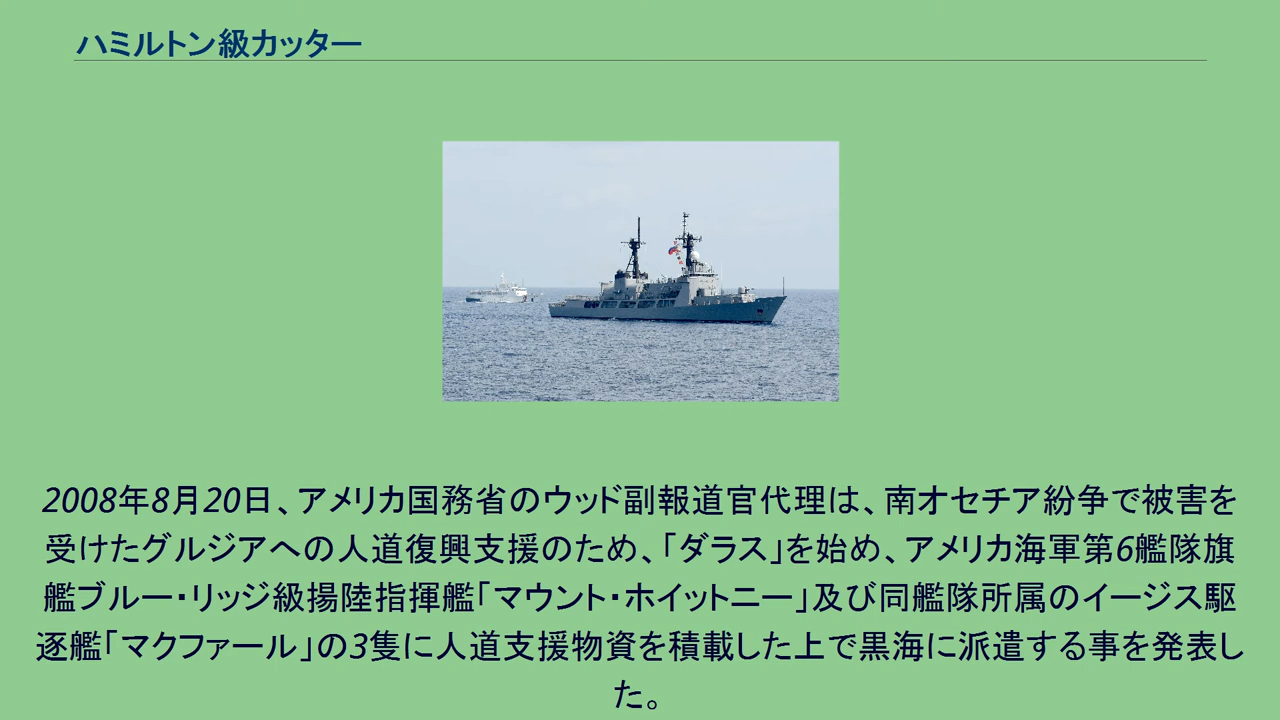 ハミルトン級カッター
2008年8月20日、アメリカ国務省のウッド副報道官代理は、南オセチア紛争で被害を
受けたグルジアへの人道復興支援のため、「ダラス」を始め、アメリカ海軍第6艦隊旗
艦ブルー・リッジ級揚陸指揮艦「マウント・ホイットニー」及び同艦隊所属のイージス駆
逐艦「マクファール」の3隻に人道支援物資を積載した上で黒海に派遣する事を発表し
た。